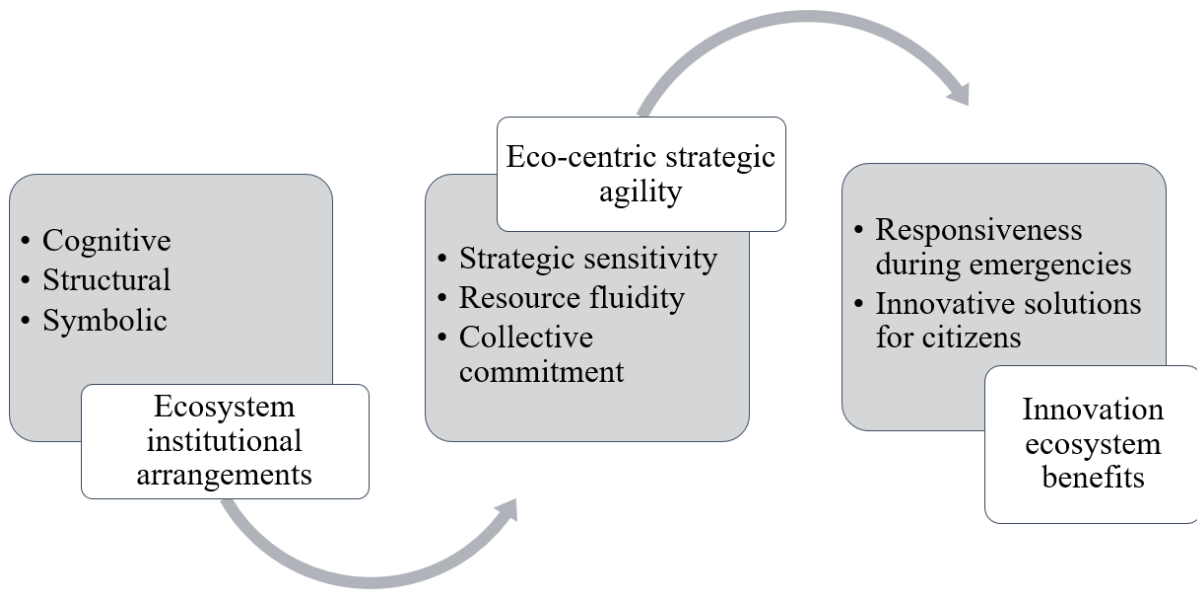 • Cognitive
• Structural
• Symbolic
Ecosystem
institutional
arrangements
Eco-centric strategic
agility
• Strategic sensitivity
• Resource fluidity
• Collective
commitment
• Responsiveness
during emergencies
• Innovative solutions
for citizens
Innovation
ecosystem
benefits